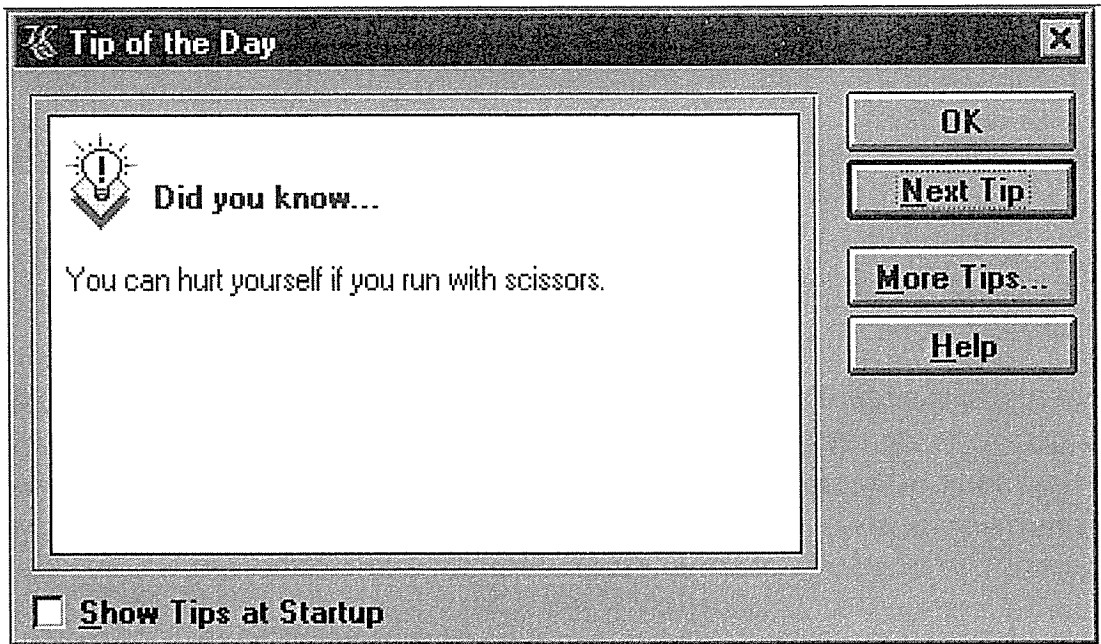 Tip of the Day
OK
Did you know...
Next Tip
You can hurt yourself if you run with scissors.
More Tips...
Help
Show Tips at Startup